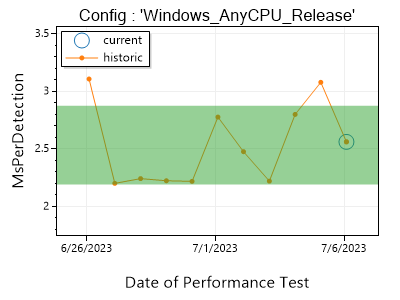 Config : 'Windows_AnyCPU_Release'
current
historic
3.5
3
2.5
2
MsPerDetection
6/26/2023
7/1/2023
7/6/2023
Date of Performance Test